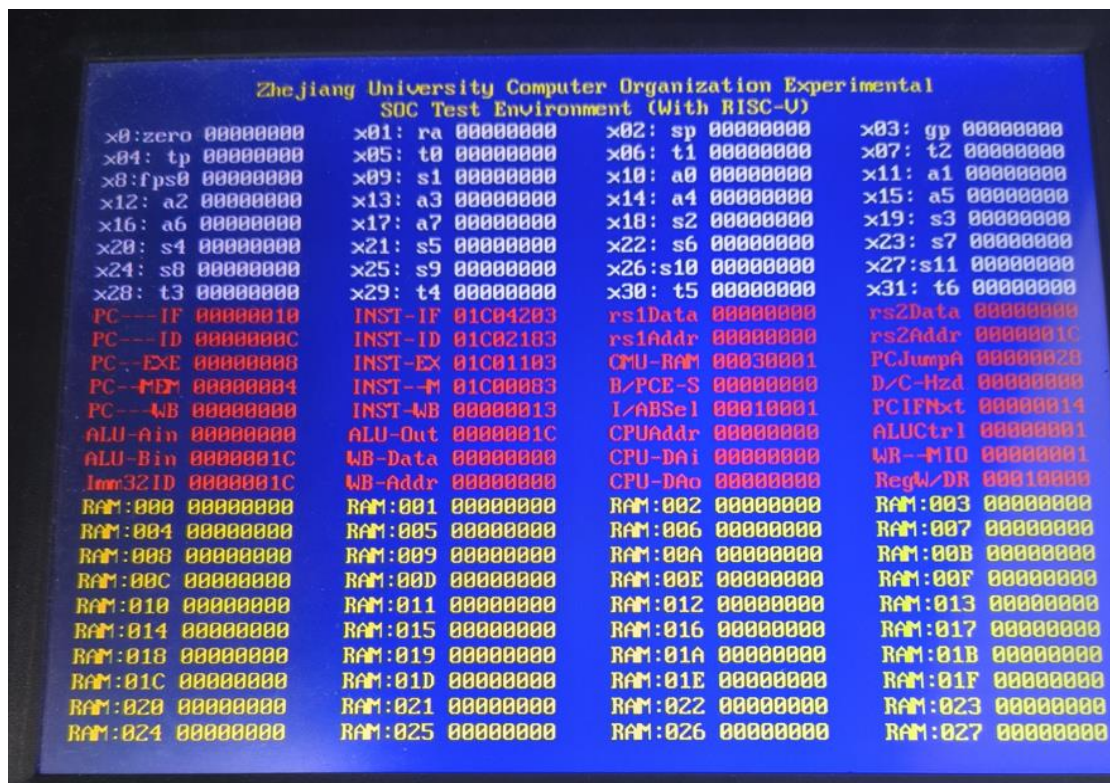 Zhejiang University Computer Organization Experimental
SOC Test Environment (With RISC-V)
x0:zero 00000000 x01: ra 00000000 x02: sp 00000000 x03: gp 00000000
x04: tp 00000000 x05: t0 00000000 x06: t1 00000000 x07: t2 00000000
x8:fps0 00000000 x09: s1 00000000 x10: a0 00000000 x11: a1 00000000
x12: a2 00000000 x13: a3 00000000 x14: a4 00000000 x15: a5 00000000
x16: a6 00000000 x17: a7 00000000 x18: s2 00000000 x19: s3 00000000
x20: s4 00000000 x21: s5 00000000 x22: s6 00000000 x23: s7 00000000
x24: s8 00000000 x25: s9 00000000 x26:s10 00000000 x27:s11 00000000
x28: t3 00000000 x29: t4 00000000 x30: t5 00000000 x31: t6 00000000
PC---IF 00000010 INST-IF 01C04203 rs1Data 00000000 rs2Data 00000000
PC---ID 0000000C INST-ID 01C02183 rs1Addr 00000000 rs2Addr 0000001C
PC--EXE 00000008 INST-EX 01C01103 CMU-RAM 00030001 PCJumpA 00000028
PC--MEM 00000004 INST--M 01C00083 B/PCE-S 00000000 D/C-Hzd 00000000
PC---WB 00000000 INST-WB 00000013 I/ABSel 00010001 PCIFNxt 00000014
ALU-Ain 00000000 ALU-Out 0000001C CPUAddr 00000000 ALUCtrl 00000001
ALU-Bin 0000001C WB-Data 00000000 CPU-DAi 00000000 WR--MIO 00000001
Imm32ID 0000001C WB-Addr 00000000 CPU-DAo 00000000 RegW/DR 00010000
RAM:000 00000000 RAM:001 00000000 RAM:002 00000000 RAM:003 00000000
RAM:004 00000000 RAM:005 00000000 RAM:006 00000000 RAM:007 00000000
RAM:008 00000000 RAM:009 00000000 RAM:00A 00000000 RAM:00B 00000000
RAM:00C 00000000 RAM:00D 00000000 RAM:00E 00000000 RAM:00F 00000000
RAM:010 00000000 RAM:011 00000000 RAM:012 00000000 RAM:013 00000000
RAM:014 00000000 RAM:015 00000000 RAM:016 00000000 RAM:017 00000000
RAM:018 00000000 RAM:019 00000000 RAM:01A 00000000 RAM:01B 00000000
RAM:01C 00000000 RAM:01D 00000000 RAM:01E 00000000 RAM:01F 00000000
RAM:020 00000000 RAM:021 00000000 RAM:022 00000000 RAM:023 00000000
RAM:024 00000000 RAM:025 00000000 RAM:026 00000000 RAM:027 00000000